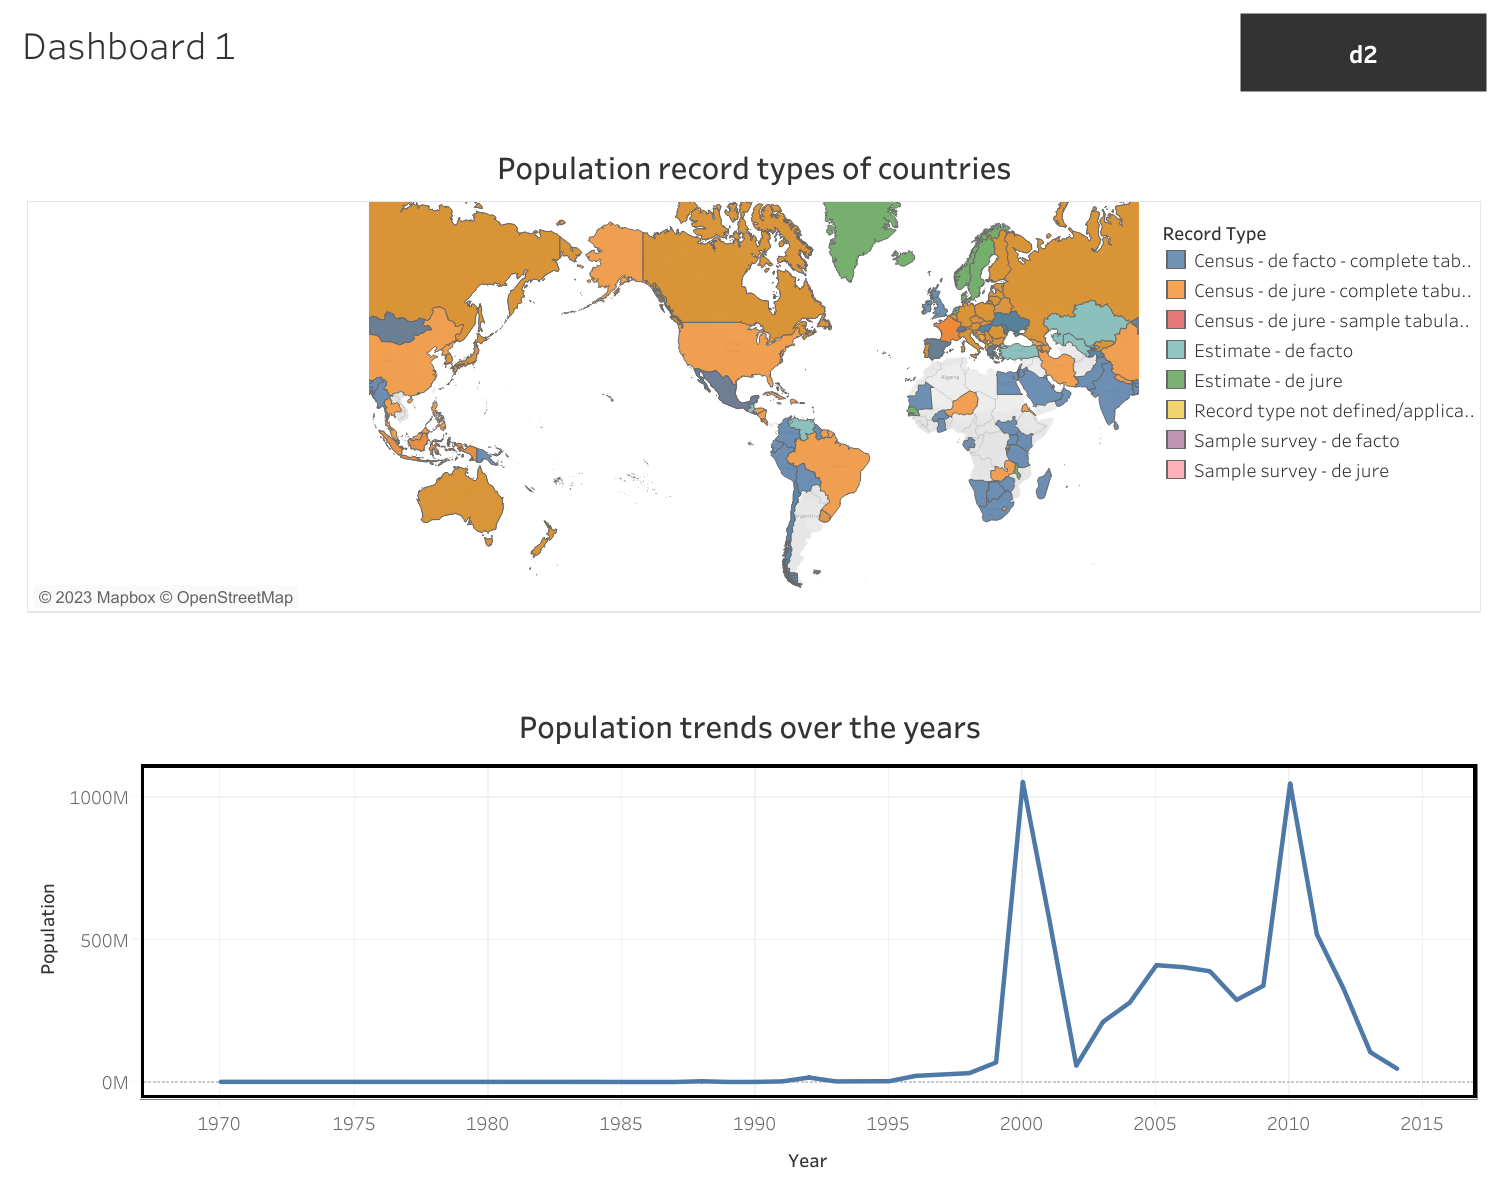 Dashboard 1
d2
Population record types of countries
Record Type
Census - de facto - complete tab..
Census - de jure - complete tabu..
Census - de jure - sample tabula..
Estimate - de facto
Estimate - de jure
Record type not defined/applica..
Sample survey - de facto
Sample survey - de jure
Algeria
Argentina
© 2023 Mapbox © OpenStreetMap
Population trends over the years
Population
1000M
500M
0M
1970
1975
1980
1985
1990
1995
2000
2005
2010
2015
Year